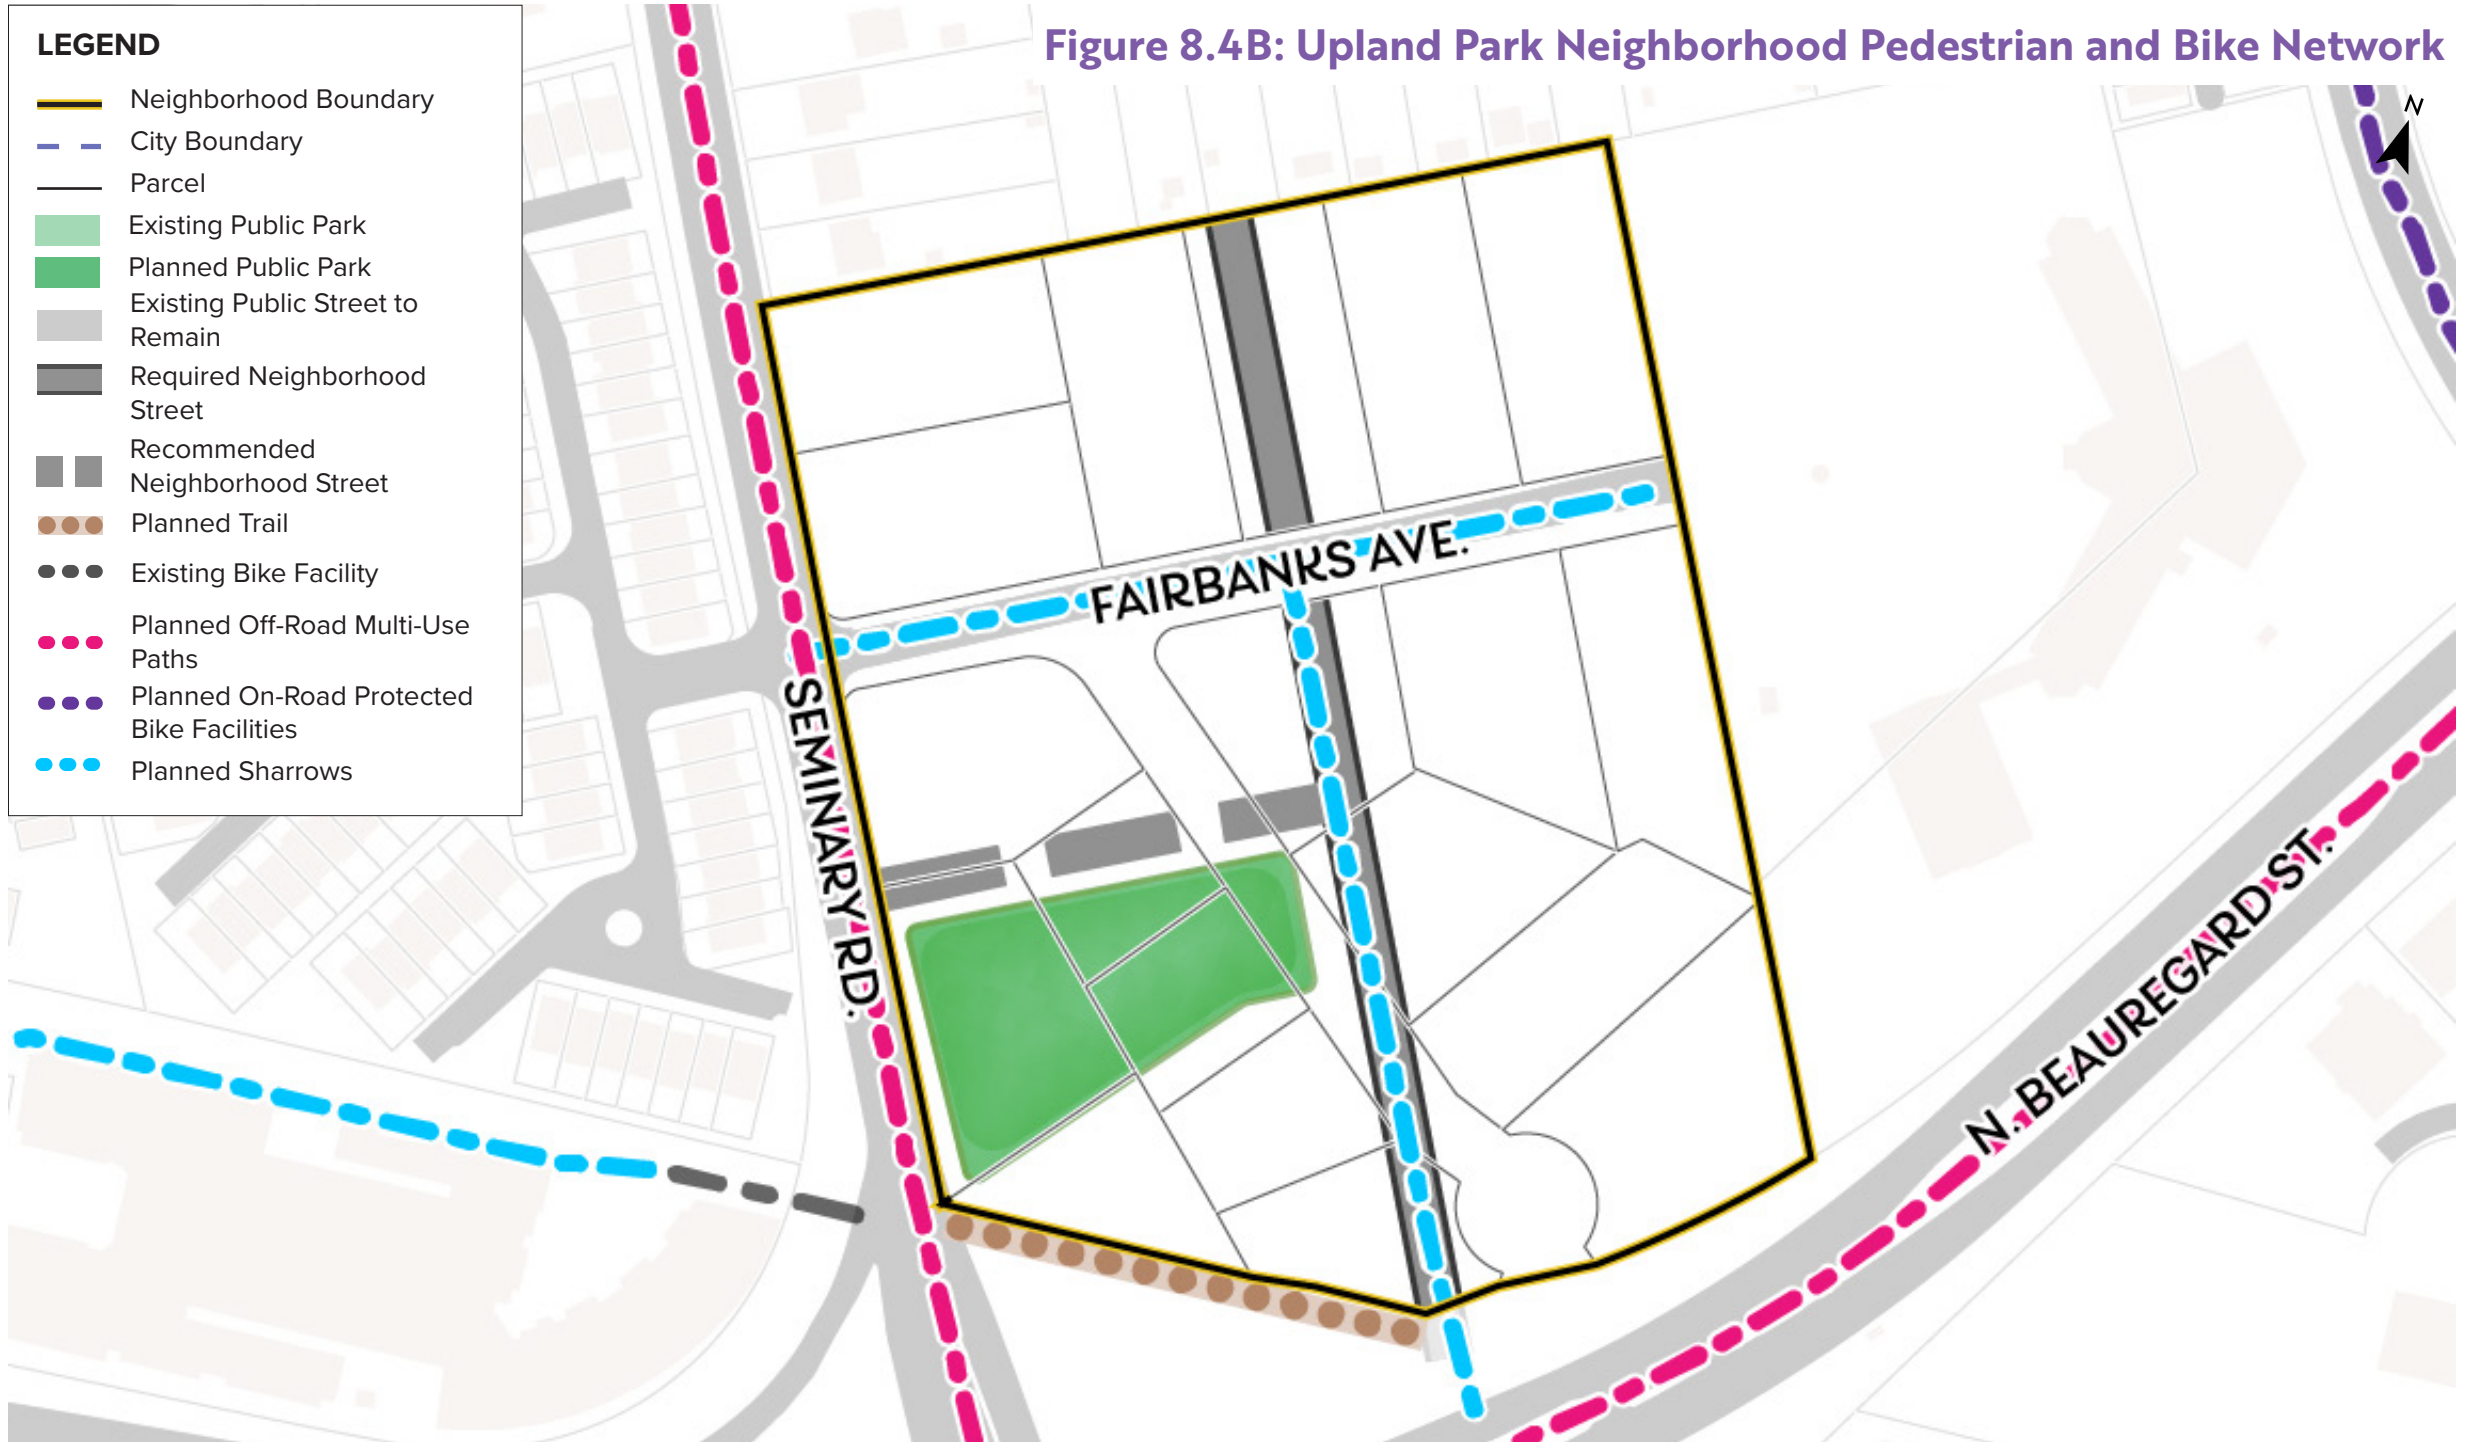 Figure 8.4B: Upland Park Neighborhood Pedestrian and Bike Network
LEGEND
Neighborhood Boundary
City Boundary
Parcel
Existing Public Park
Planned Public Park
Existing Public Street to
Remain
Required Neighborhood
Street
Recommended
Neighborhood Street
Planned Trail
Existing Bike Facility
Planned Off-Road Multi-Use
Paths
Planned On-Road Protected
Bike Facilities
Planned Sharrows
N
FAIRBANKS AVE.
SEMINARY RD.
N. BEAUREGARD ST.